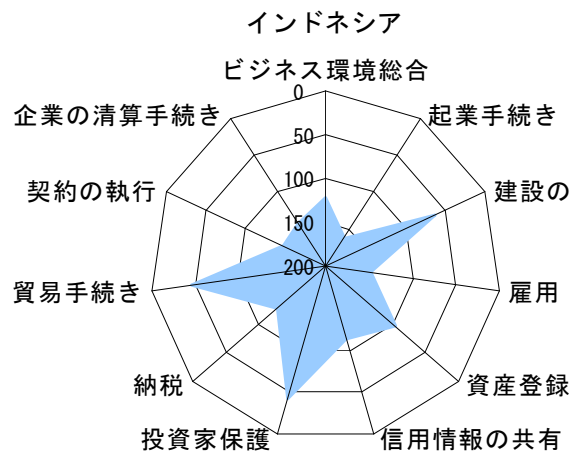 インドネシア
ビジネス環境総合
起業手続き
建設の
雇用
資産登録
信用情報の共有
投資家保護
納税
貿易手続き
契約の執行
企業の清算手続き
0
50
100
150
200